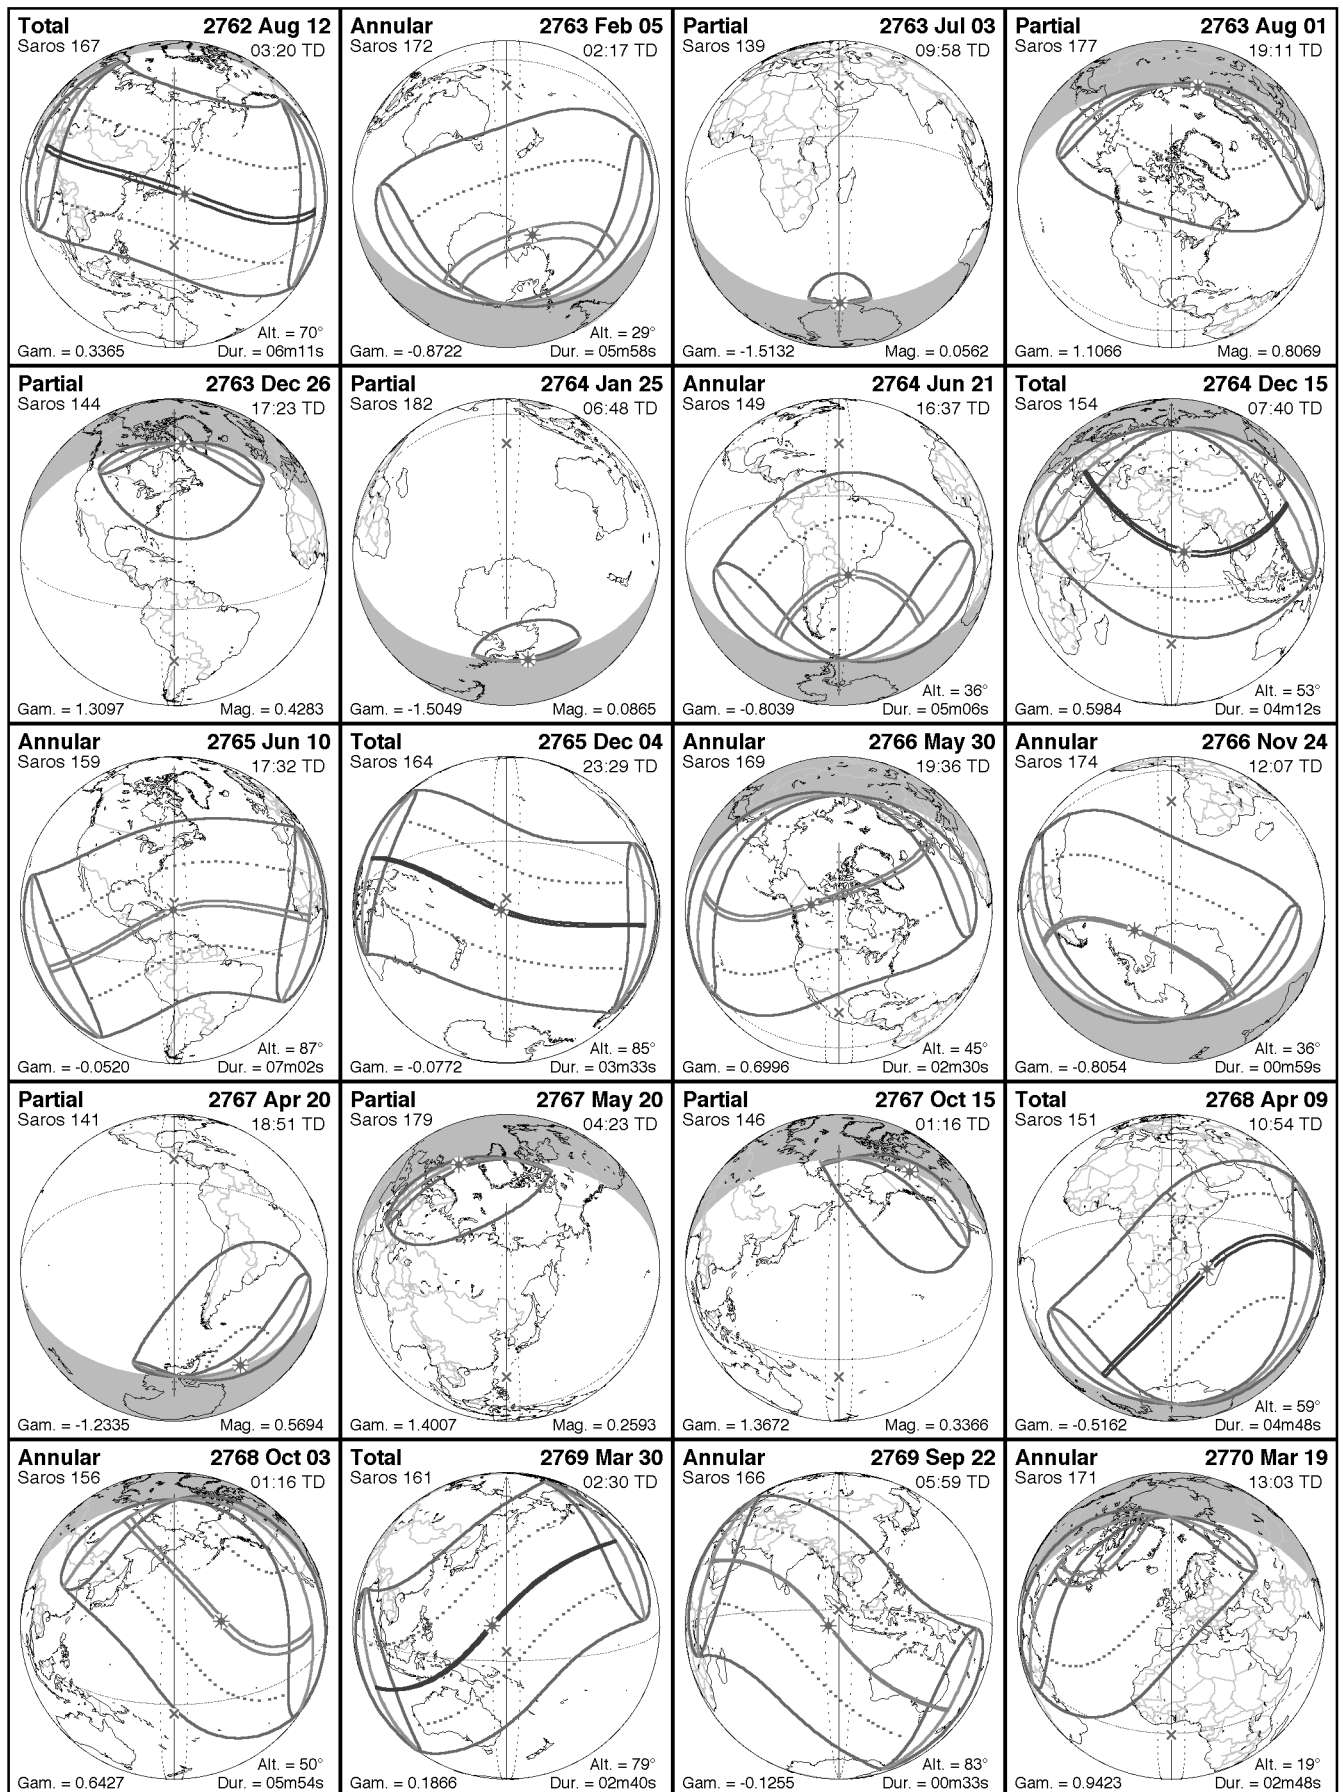 Total 2762 Aug 12
Saros 167 03:20 TD
Alt. = 70°
Gam. = 0.3365 Dur. = 06m11s
Annular 2763 Feb 05
Saros 172 02:17 TD
Alt. = 29°
Gam. = -0.8722 Dur. = 05m58s
Partial 2763 Jul 03
Saros 139 09:58 TD
Gam. = -1.5132 Mag. = 0.0562
Partial 2763 Aug 01
Saros 177 19:11 TD
Gam. = 1.1066 Mag. = 0.8069
Partial 2763 Dec 26
Saros 144 17:23 TD
Gam. = 1.3097 Mag. = 0.4283
Partial 2764 Jan 25
Saros 182 06:48 TD
Gam. = -1.5049 Mag. = 0.0865
Annular 2764 Jun 21
Saros 149 16:37 TD
Alt. = 36°
Gam. = -0.8039 Dur. = 05m06s
Total 2764 Dec 15
Saros 154 07:40 TD
Alt. = 53°
Gam. = 0.5984 Dur. = 04m12s
Annular 2765 Jun 10
Saros 159 17:32 TD
Alt. = 87°
Gam. = -0.0520 Dur. = 07m02s
Total 2765 Dec 04
Saros 164 23:29 TD
Alt. = 85°
Gam. = -0.0772 Dur. = 03m33s
Annular 2766 May 30
Saros 169 19:36 TD
Alt. = 45°
Gam. = 0.6996 Dur. = 02m30s
Annular 2766 Nov 24
Saros 174 12:07 TD
Alt. = 36°
Gam. = -0.8054 Dur. = 00m59s
Partial 2767 Apr 20
Saros 141 18:51 TD
Gam. = -1.2335 Mag. = 0.5694
Partial 2767 May 20
Saros 179 04:23 TD
Gam. = 1.4007 Mag. = 0.2593
Partial 2767 Oct 15
Saros 146 01:16 TD
Gam. = 1.3672 Mag. = 0.3366
Total 2768 Apr 09
Saros 151 10:54 TD
Alt. = 59°
Gam. = -0.5162 Dur. = 04m48s
Annular 2768 Oct 03
Saros 156 01:16 TD
Alt. = 50°
Gam. = 0.6427 Dur. = 05m54s
Total 2769 Mar 30
Saros 161 02:30 TD
Alt. = 79°
Gam. = 0.1866 Dur. = 02m40s
Annular 2769 Sep 22
Saros 166 05:59 TD
Alt. = 83°
Gam. = -0.1255 Dur. = 00m33s
Annular 2770 Mar 19
Saros 171 13:03 TD
Alt. = 19°
Gam. = 0.9423 Dur. = 02m48s